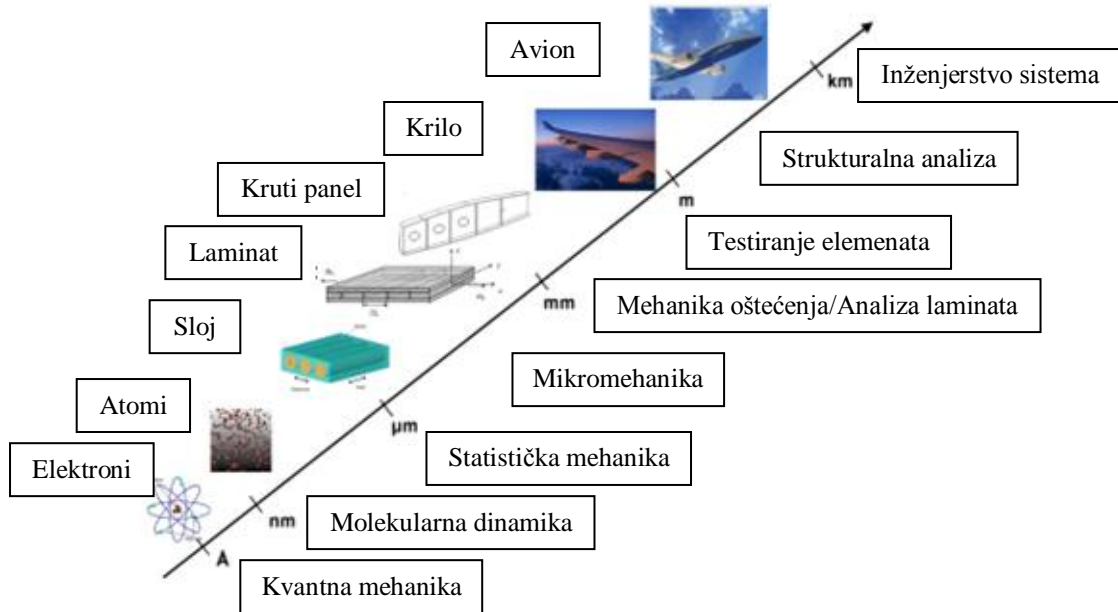 Avion
Inženjerstvo sistema
km
Krilo
Strukturalna analiza
Kruti panel
m
Laminat
Testiranje elemenata
mm
Mehanika oštećenja/Analiza laminata
Sloj
Mikromehanika
Atomi
µm
Statistička mehanika
Elektroni
nm
Molekularna dinamika
A
Kvantna mehanika